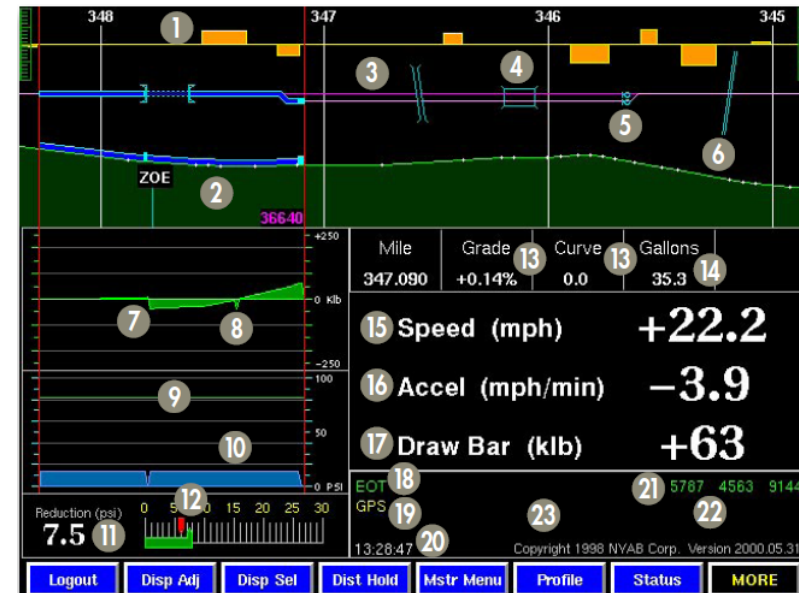 348 347 346 345
1
3 4
5
6
ZOE
2
36640
+250
0 Klb
-250
7 8
100
9
50
10
0 PSI
Reduction (psi)
7.5 11
0 5 10 15 20 25 30
12
Mile Grade 13 Curve 13 Gallons
347.090 +0.14% 0.0 35.3 14
15 Speed (mph) +22.2
16 Accel (mph/min) −3.9
17 Draw Bar (klb) +63
EOT 18 21 5787 4563 9144
GPS 19 22
23
13:28:47 20 Copyright 1998 NYAB Corp. Version 2000.05.31
Logout Disp Adj Disp Sel Dist Hold Mstr Menu Profile Status MORE